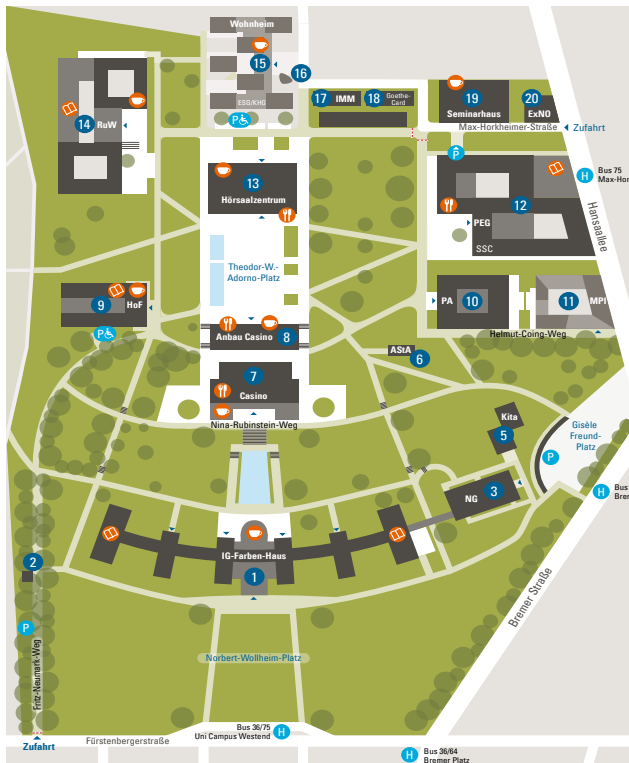 Wohnheim
15
16
ESG/KHG
P
17
IMM
18
Goethe-
Card
19
Seminarhaus
20
ExNO
Max-Horkheimer-Straße
Zufahrt
14
RuW
P
H
Bus 75
Max-Hor
Hansaallee
13
Hörsaalzentrum
12
PEG
SSC
Theodor-W.-
Adorno-Platz
9
HoF
P
PA
10
11
MPI
Helmut-Coing-Weg
Anbau Casino
8
AStA
6
7
Casino
Nina-Rubinstein-Weg
Kita
5
Gisèle
Freund-
Platz
P
NG
3
H
Bus
Brem
IG-Farben-Haus
1
2
P
Fritz-Neumark-Weg
Bremer Straße
Norbert-Wollheim-Platz
Bus 36/75
Uni Campus Westend
H
Zufahrt
Fürstenbergerstraße
H
Bus 36/64
Bremer Platz